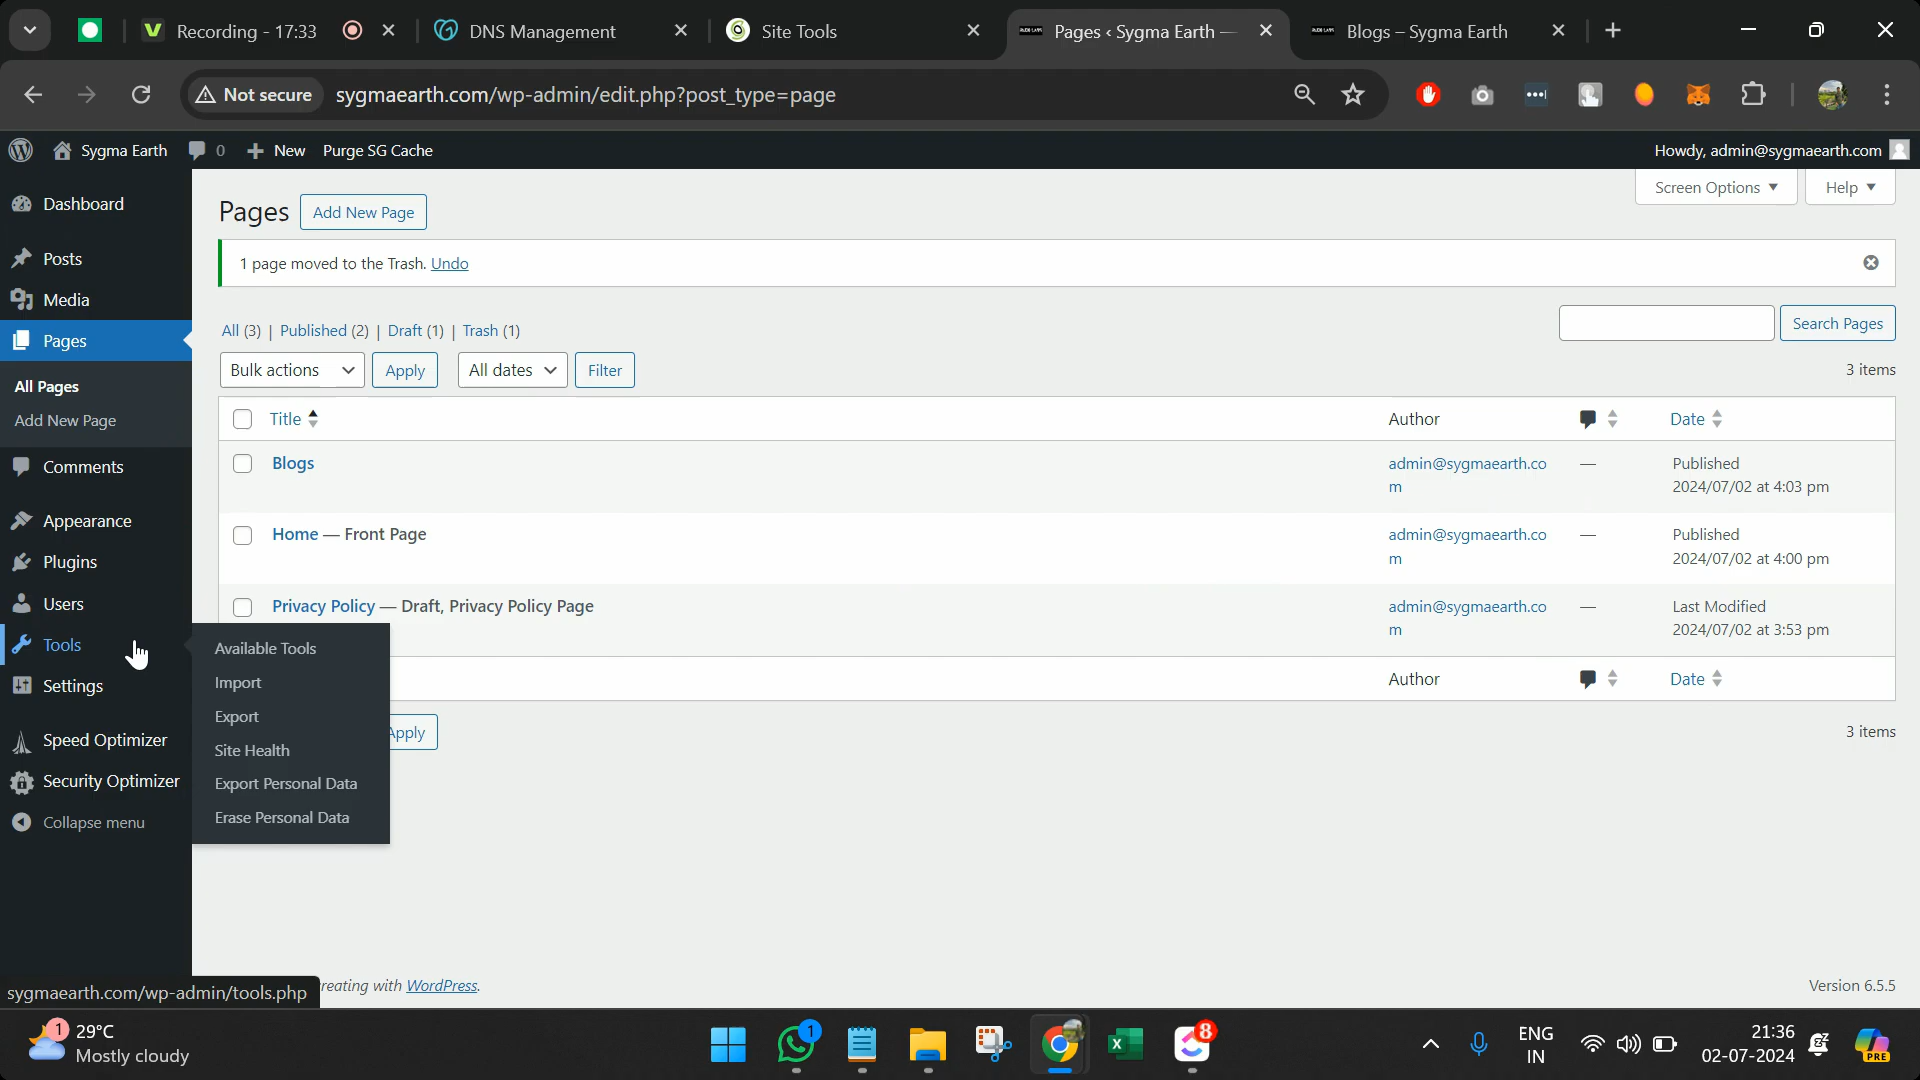 Recording - 17:33
DNS Management
Site Tools
Pages ‹ Sygma Earth —
Blogs – Sygma Earth
Not secure
sygmaearth.com/wp-admin/edit.php?post_type=page
Sygma Earth
0
New
Purge SG Cache
Howdy, admin@sygmaearth.com
Dashboard
Posts
Media
Pages
All Pages
Add New Page
Comments
Appearance
Plugins
Users
Tools
Settings
Speed Optimizer
Security Optimizer
Collapse menu
Available Tools
Import
Export
Site Health
Export Personal Data
Erase Personal Data
Screen Options
Help
Pages
Add New Page
1 page moved to the Trash. Undo
All (3) | Published (2) | Draft (1) | Trash (1)
Search Pages
Bulk actions
Apply
All dates
Filter
3 items
Title
Author
Date
Blogs
admin@sygmaearth.co
m
—
Published
2024/07/02 at 4:03 pm
Home — Front Page
admin@sygmaearth.co
m
—
Published
2024/07/02 at 4:00 pm
Privacy Policy — Draft, Privacy Policy Page
admin@sygmaearth.co
m
—
Last Modified
2024/07/02 at 3:53 pm
Author
Date
Apply
3 items
creating with WordPress.
Version 6.5.5
sygmaearth.com/wp-admin/tools.php
1
29°C
Mostly cloudy
1
8
PRE
ENG
IN
21:36
02-07-2024